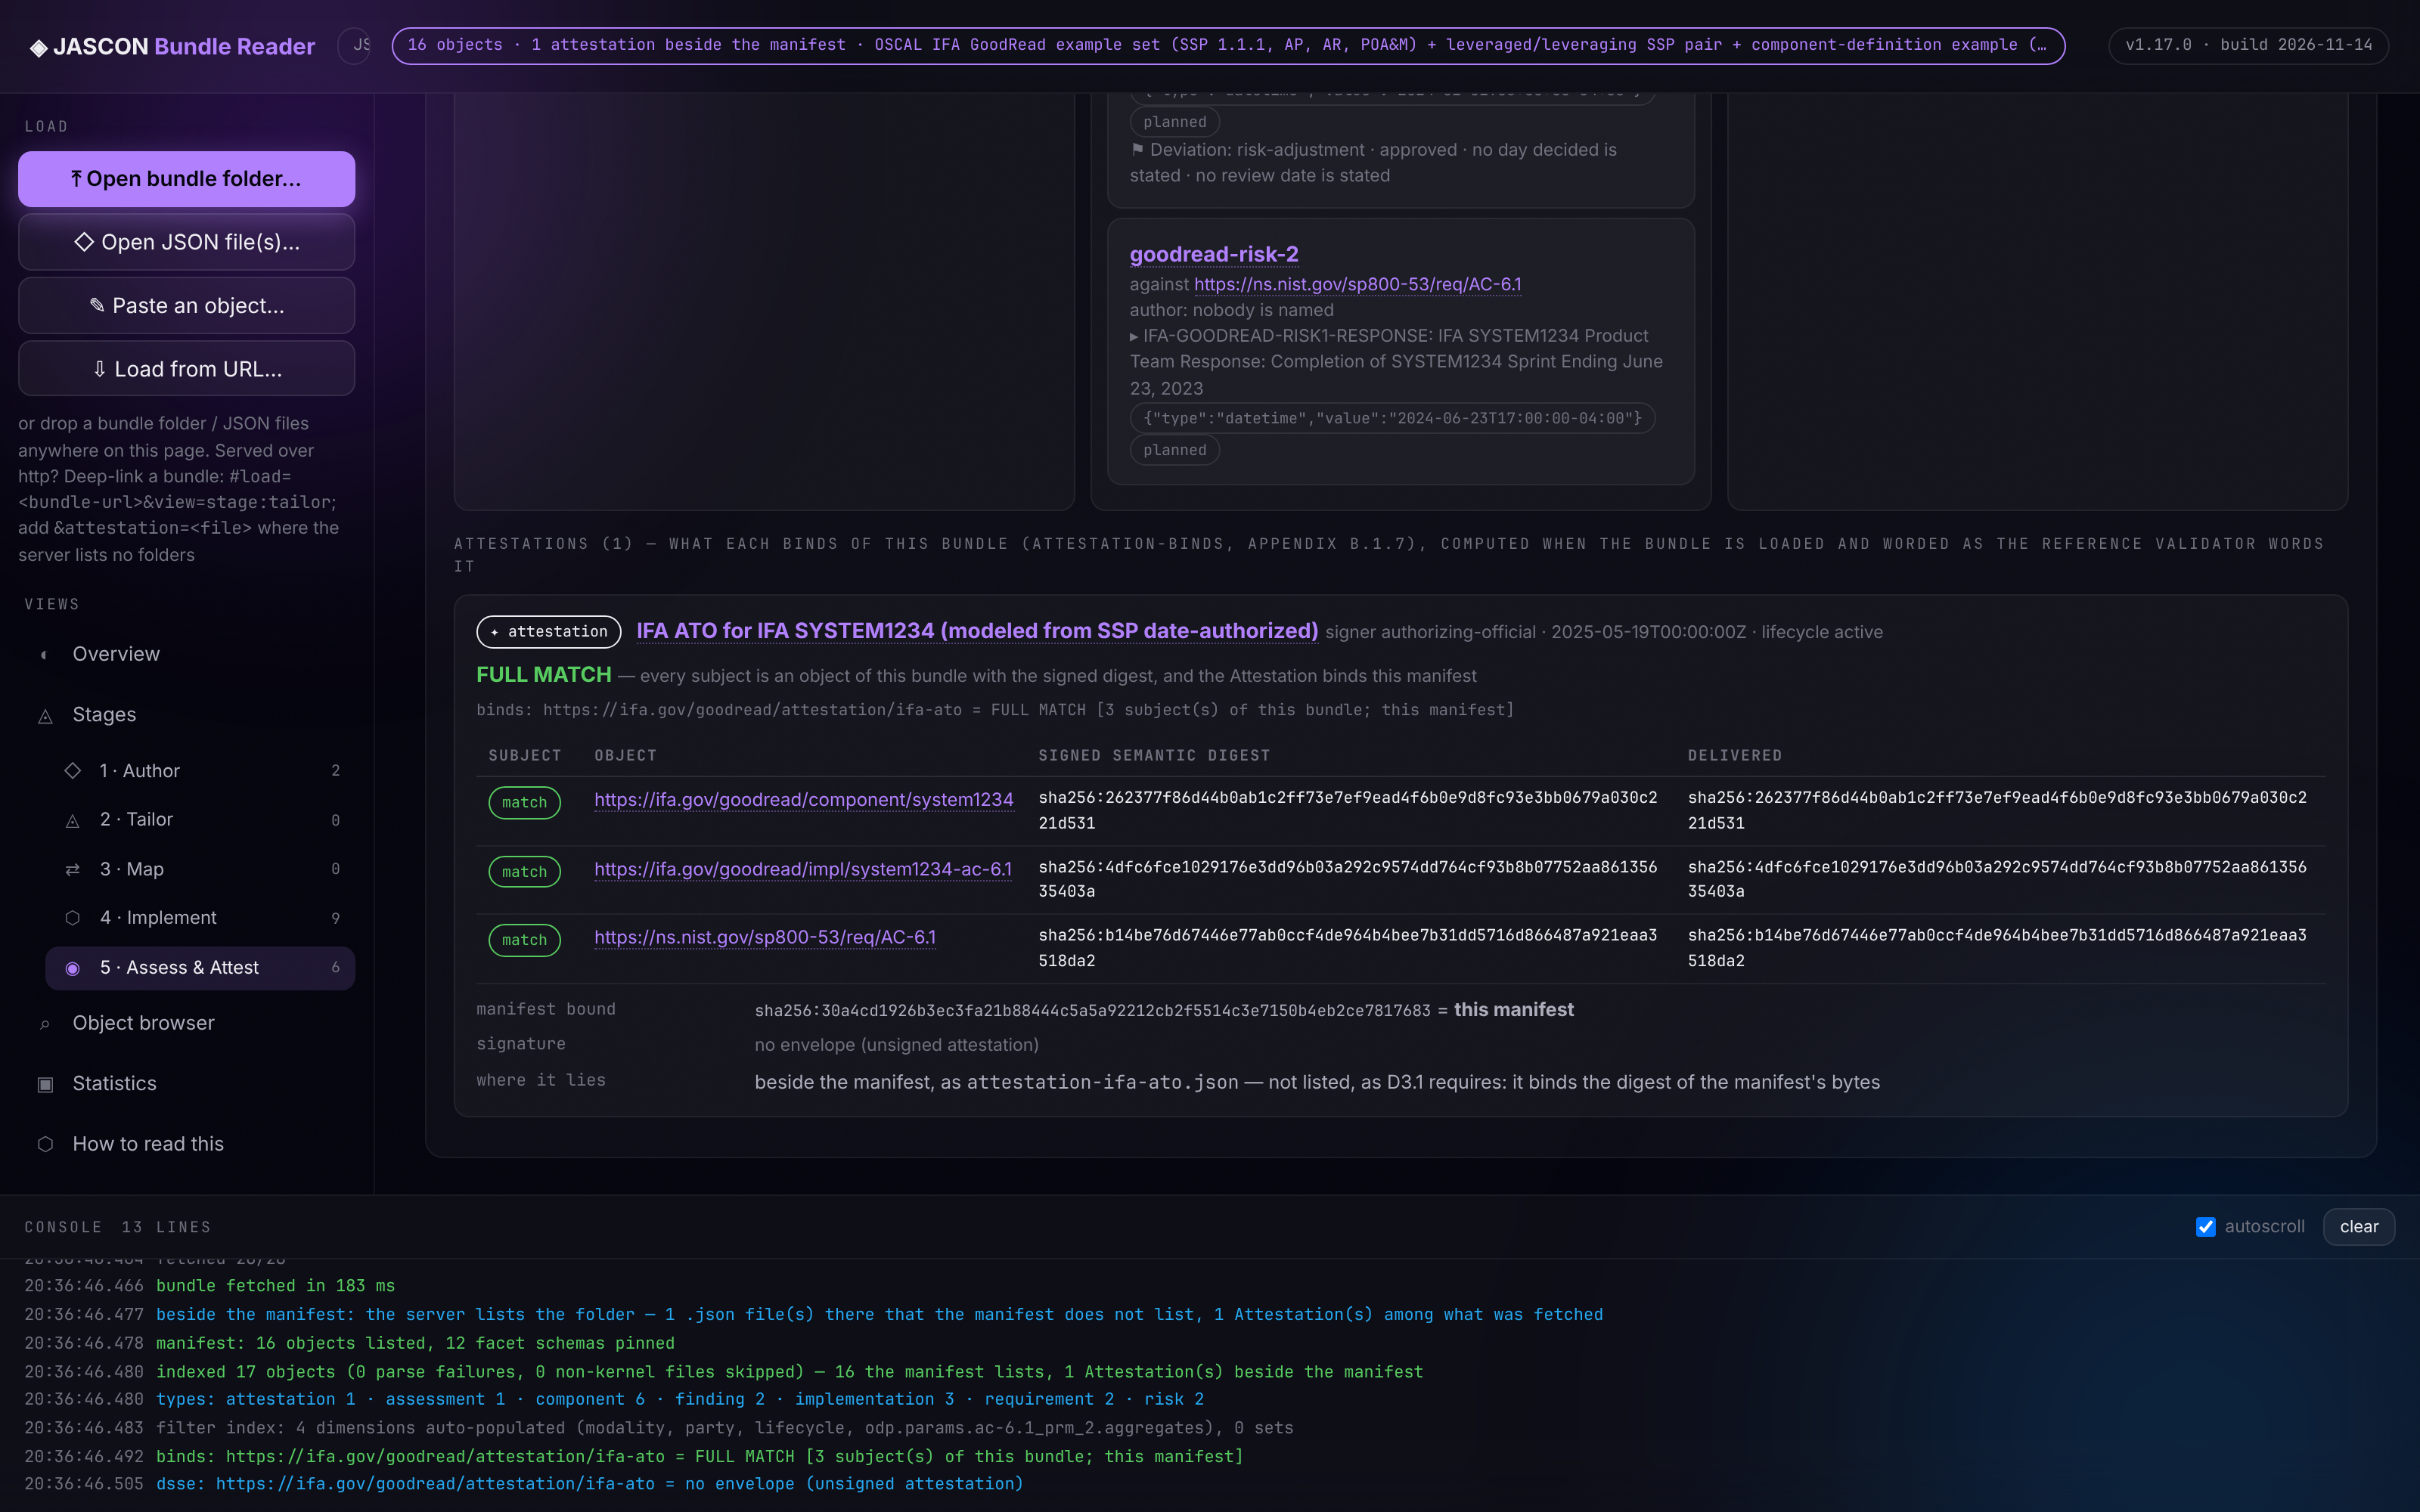 ◈ JASCON Bundle Reader
16 objects · 1 attestation beside the manifest · OSCAL IFA GoodRead example set (SSP 1.1.1, AP, AR, POA&M) + leveraged/leveraging SSP pair + component-definition example (…
v1.17.0 · build 2026-11-14
LOAD
⤒ Open bundle folder…
◇ Open JSON file(s)…
✎ Paste an object…
⇩ Load from URL…
or drop a bundle folder / JSON files
anywhere on this page. Served over
http? Deep-link a bundle: #load=
<bundle-url>&view=stage:tailor;
add &attestation=<file> where the
server lists no folders
VIEWS
Overview
Stages
1 · Author 2
2 · Tailor 0
3 · Map 0
4 · Implement 9
5 · Assess & Attest 6
Object browser
Statistics
How to read this
planned
⚑ Deviation: risk-adjustment · approved · no day decided is
stated · no review date is stated
goodread-risk-2
against https://ns.nist.gov/sp800-53/req/AC-6.1
author: nobody is named
▸ IFA-GOODREAD-RISK1-RESPONSE: IFA SYSTEM1234 Product
Team Response: Completion of SYSTEM1234 Sprint Ending June
23, 2023
{"type":"datetime","value":"2024-06-23T17:00:00-04:00"}
planned
ATTESTATIONS (1) — WHAT EACH BINDS OF THIS BUNDLE (ATTESTATION-BINDS, APPENDIX B.1.7), COMPUTED WHEN THE BUNDLE IS LOADED AND WORDED AS THE REFERENCE VALIDATOR WORDS
IT
✦ attestation IFA ATO for IFA SYSTEM1234 (modeled from SSP date-authorized) signer authorizing-official · 2025-05-19T00:00:00Z · lifecycle active
FULL MATCH — every subject is an object of this bundle with the signed digest, and the Attestation binds this manifest
binds: https://ifa.gov/goodread/attestation/ifa-ato = FULL MATCH [3 subject(s) of this bundle; this manifest]
SUBJECT OBJECT SIGNED SEMANTIC DIGEST DELIVERED
match https://ifa.gov/goodread/component/system1234 sha256:262377f86d44b0ab1c2ff73e7ef9ead4f6b0e9d8fc93e3bb0679a030c2 sha256:262377f86d44b0ab1c2ff73e7ef9ead4f6b0e9d8fc93e3bb0679a030c2
21d531 21d531
match https://ifa.gov/goodread/impl/system1234-ac-6.1 sha256:4dfc6fce1029176e3dd96b03a292c9574dd764cf93b8b07752aa861356 sha256:4dfc6fce1029176e3dd96b03a292c9574dd764cf93b8b07752aa861356
35403a 35403a
match https://ns.nist.gov/sp800-53/req/AC-6.1 sha256:b14be76d67446e77ab0ccf4de964b4bee7b31dd5716d866487a921eaa3 sha256:b14be76d67446e77ab0ccf4de964b4bee7b31dd5716d866487a921eaa3
518da2 518da2
manifest bound sha256:30a4cd1926b3ec3fa21b88444c5a5a92212cb2f5514c3e7150b4eb2ce7817683 = this manifest
signature no envelope (unsigned attestation)
where it lies beside the manifest, as attestation-ifa-ato.json — not listed, as D3.1 requires: it binds the digest of the manifest's bytes
CONSOLE 13 LINES
autoscroll clear
20:36:46.466 bundle fetched in 183 ms
20:36:46.477 beside the manifest: the server lists the folder — 1 .json file(s) there that the manifest does not list, 1 Attestation(s) among what was fetched
20:36:46.478 manifest: 16 objects listed, 12 facet schemas pinned
20:36:46.480 indexed 17 objects (0 parse failures, 0 non-kernel files skipped) — 16 the manifest lists, 1 Attestation(s) beside the manifest
20:36:46.480 types: attestation 1 · assessment 1 · component 6 · finding 2 · implementation 3 · requirement 2 · risk 2
20:36:46.483 filter index: 4 dimensions auto-populated (modality, party, lifecycle, odp.params.ac-6.1_prm_2.aggregates), 0 sets
20:36:46.492 binds: https://ifa.gov/goodread/attestation/ifa-ato = FULL MATCH [3 subject(s) of this bundle; this manifest]
20:36:46.505 dsse: https://ifa.gov/goodread/attestation/ifa-ato = no envelope (unsigned attestation)